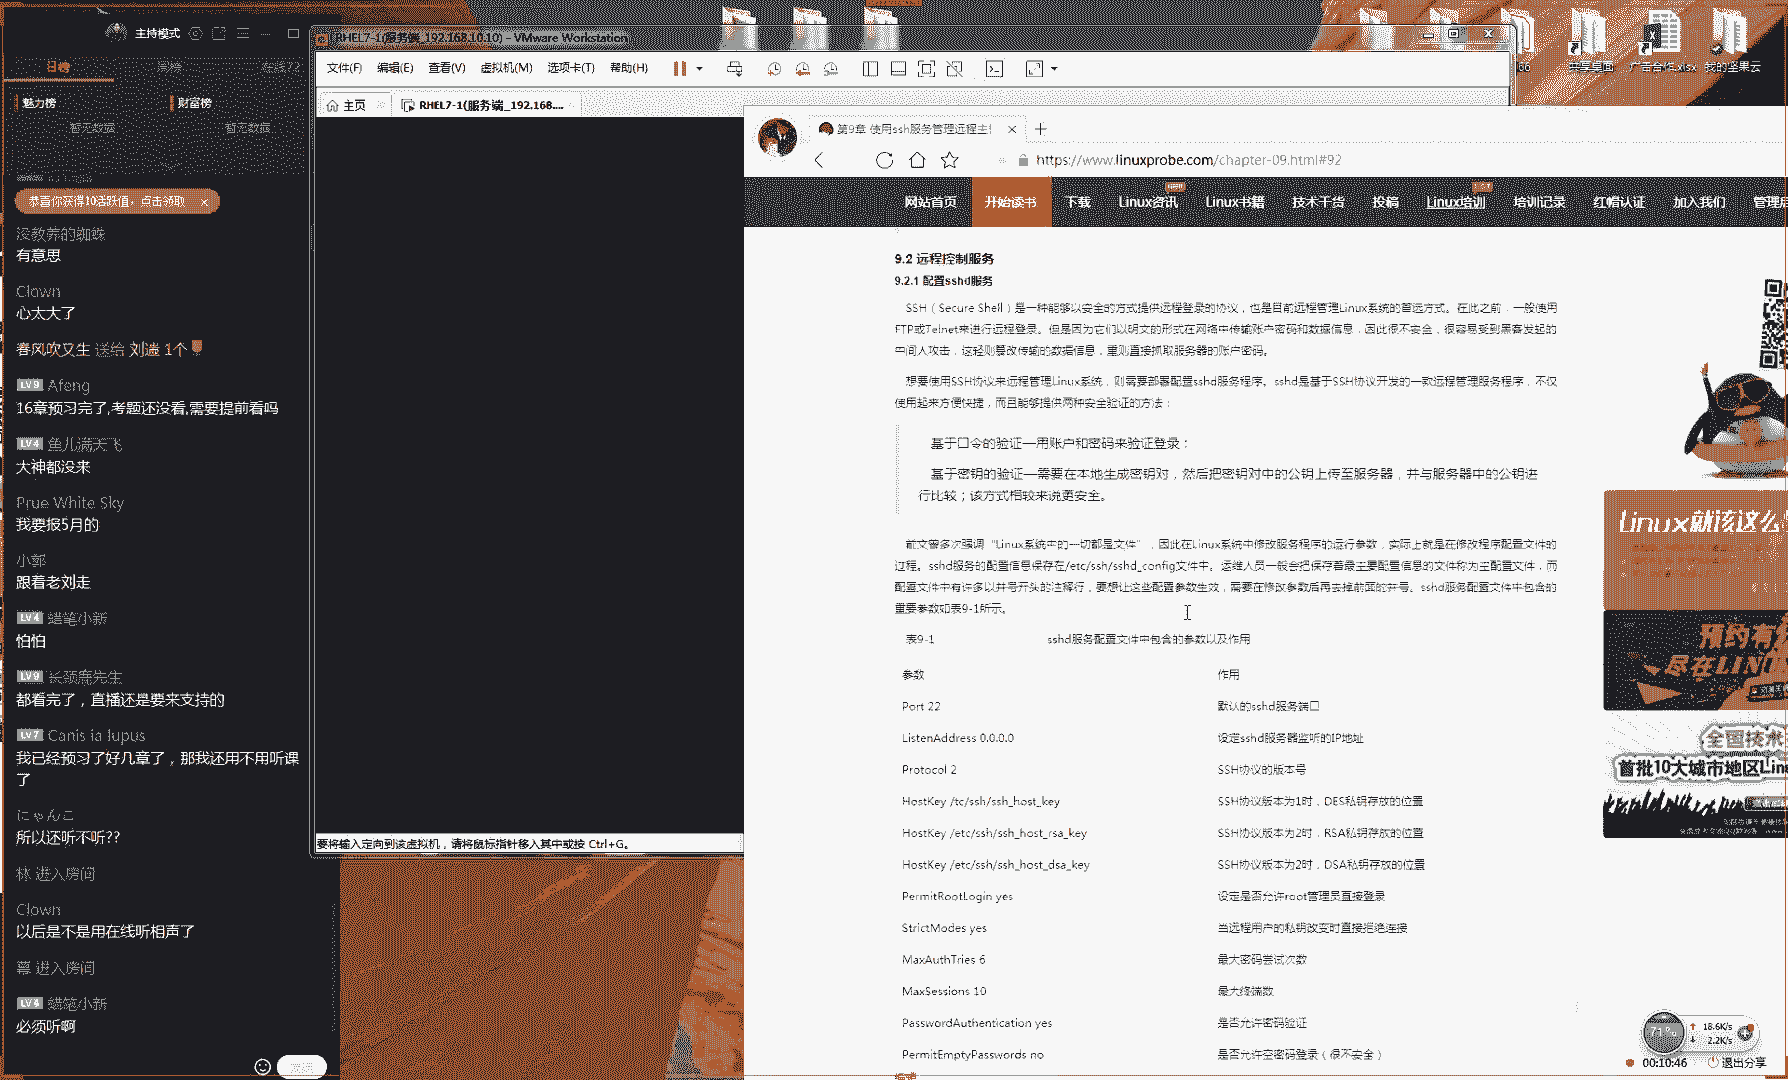 主持模式
日榜
周榜
在线72
魅力榜
财富榜
暂无数据
暂无数据
恭喜你获得10活跃值，点击领取 ×
没教养的蜘蛛
有意思
Clown
心太大了
春风吹又生 送给 刘遄 1个
LV9 Afeng
16章预习完了,考题还没看,需要提前看吗
LV4 鱼儿满天飞
大神都没来
Prue White Sky
我要报5月的
小郭
跟着老刘走
LV4 蜡笔小新
怕怕
LV9 长颈鹿先生
都看完了，直播还是要来支持的
LV7 Canis ia lupus
我已经预习了好几章了，那我还用不用听课
了
にゃんこ
所以还听不听??
林 进入房间
Clown
以后是不是用在线听相声了
进入房间
LV4 蜡笔小新
必须听啊
RHEL7-1(服务端_192.168.10.10) - VMware Workstation
文件(F) 编辑(E) 查看(V) 虚拟机(M) 选项卡(T) 帮助(H)
主页 × RHEL7-1(服务端_192.168....
要将输入定向到该虚拟机，请将鼠标指针移入其中或按 Ctrl+G。
共享桌面
广告合作.xlsx
我的坚果云
第9章 使用ssh服务管理远程主
https://www.linuxprobe.com/chapter-09.html#92
网站首页 开始读书 下载 Linux资讯 Linux书籍 技术干货 投稿 Linux培训 培训记录 红帽认证 加入我们 管理后
9.2 远程控制服务
9.2.1 配置sshd服务
SSH（Secure Shell）是一种能够以安全的方式提供远程登录的协议，也是目前远程管理Linux系统的首选方式。在此之前，一般使用
FTP或Telnet来进行远程登录。但是因为它们以明文的形式在网络中传输账户密码和数据信息，因此很不安全，很容易受到黑客发起的
中间人攻击，这轻则篡改传输的数据信息，重则直接抓取服务器的账户密码。
想要使用SSH协议来远程管理Linux系统，则需要部署配置sshd服务程序。sshd是基于SSH协议开发的一款远程管理服务程序，不仅
使用起来方便快捷，而且能够提供两种安全验证的方法：
基于口令的验证—用账户和密码来验证登录；
基于密钥的验证—需要在本地生成密钥对，然后把密钥对中的公钥上传至服务器，并与服务器中的公钥进
行比较；该方式相较来说更安全。
前文曾多次强调“Linux系统中的一切都是文件”，因此在Linux系统中修改服务程序的运行参数，实际上就是在修改程序配置文件的
过程。sshd服务的配置信息保存在/etc/ssh/sshd_config文件中。运维人员一般会把保存着最主要配置信息的文件称为主配置文件，而
配置文件中有许多以井号开头的注释行，要想让这些配置参数生效，需要在修改参数后再去掉前面的井号。sshd服务配置文件中包含的
重要参数如表9-1所示。
表9-1 sshd服务配置文件中包含的参数以及作用
参数 作用
Port 22 默认的sshd服务端口
ListenAddress 0.0.0.0 设定sshd服务器监听的IP地址
Protocol 2 SSH协议的版本号
HostKey /tc/ssh/ssh_host_key SSH协议版本为1时，DES私钥存放的位置
HostKey /etc/ssh/ssh_host_rsa_key SSH协议版本为2时，RSA私钥存放的位置
HostKey /etc/ssh/ssh_host_dsa_key SSH协议版本为2时，DSA私钥存放的位置
PermitRootLogin yes 设定是否允许root管理员直接登录
StrictModes yes 当远程用户的私钥改变时直接拒绝连接
MaxAuthTries 6 最大密码尝试次数
MaxSessions 10 最大终端数
PasswordAuthentication yes 是否允许密码验证
PermitEmptyPasswords no 是否允许空密码登录（很不安全）
Linux就该这么
预约有
尽在LIN
全国技术
首批10大城市地区Lin
71%
18.6K/s
2.2K/s
00:10:46
退出分享